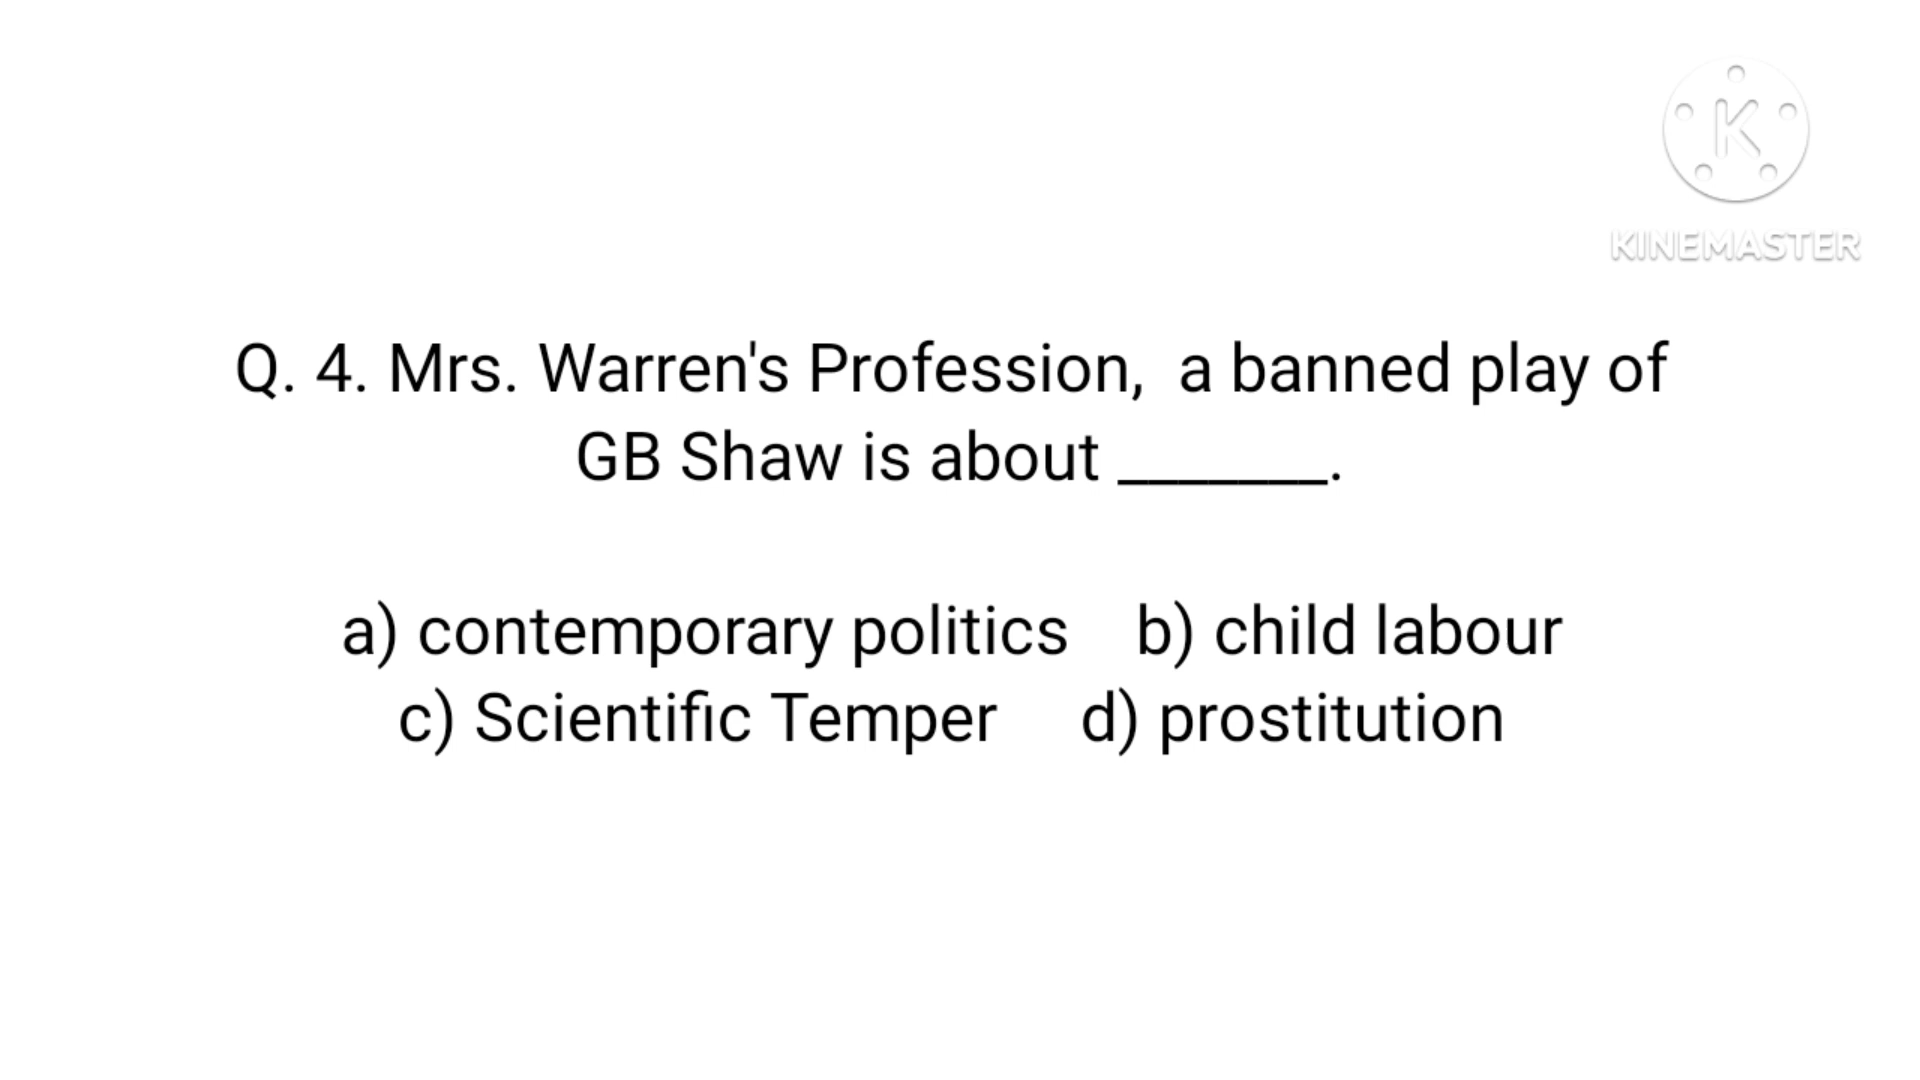 K
KINEMASTER
Q. 4. Mrs. Warren's Profession, a banned play of
GB Shaw is about _______.
a) contemporary politics b) child labour
c) Scientific Temper d) prostitution